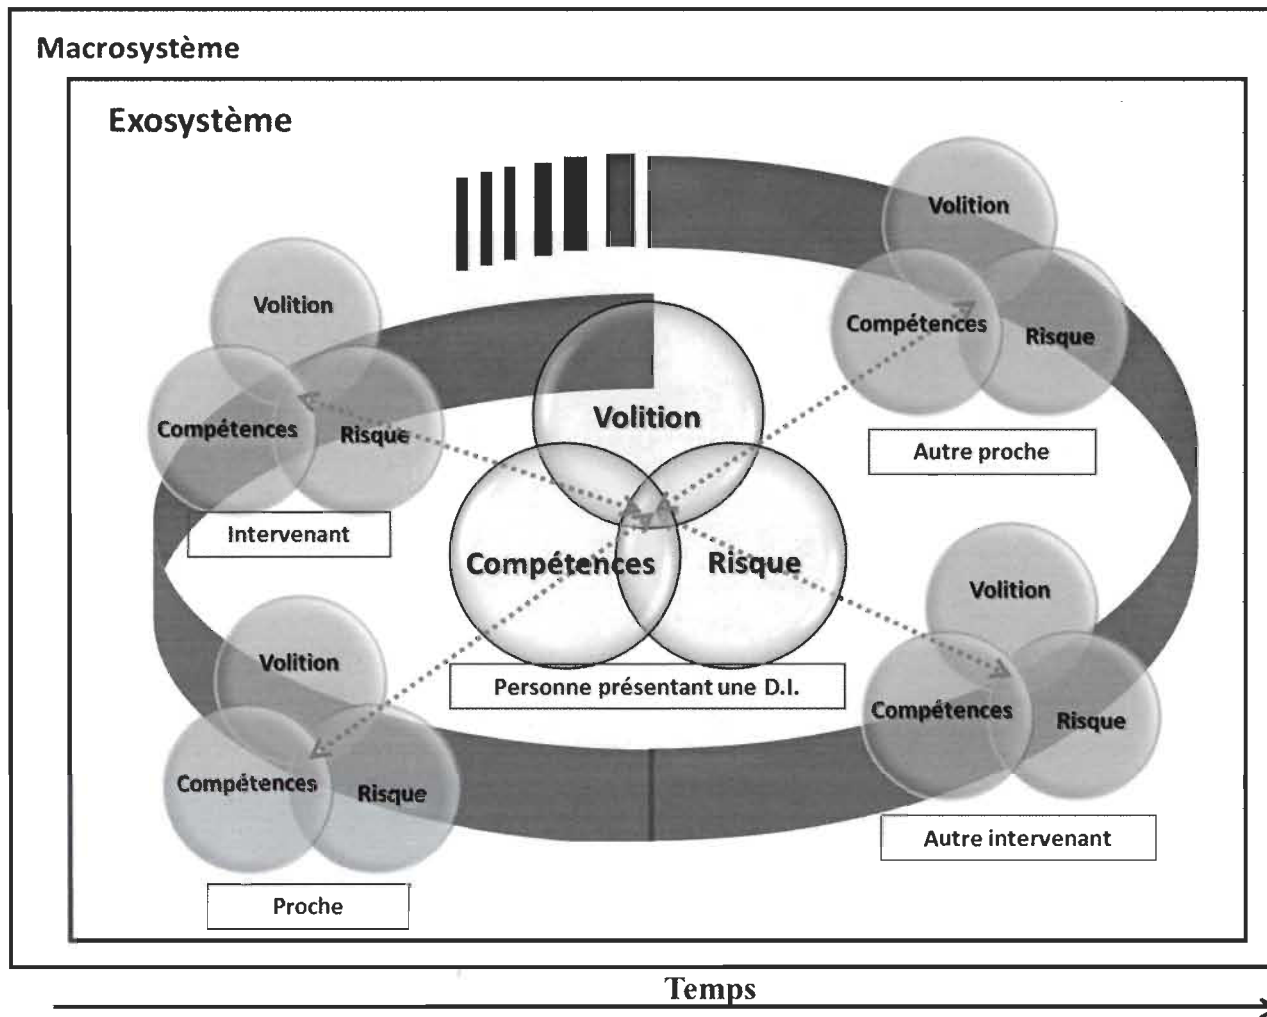 Macrosystème
Exosystème
Volition
Compétences
Risque
Autre proche
Volition
Compétences
Risque
Intervenant
Volition
Compétences
Risque
Personne présentant une D.I.
Volition
Compétences
Risque
Autre intervenant
Volition
Compétences
Risque
Proche
Temps